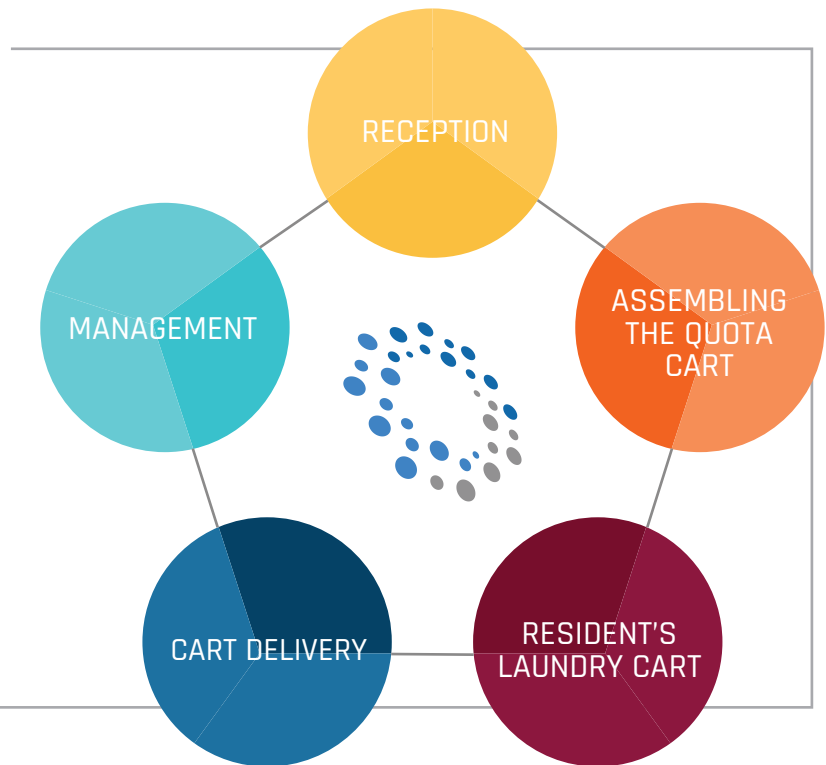 RECEPTION
ASSEMBLING
THE QUOTA
CART
MANAGEMENT
RESIDENT'S
LAUNDRY CART
CART DELIVERY